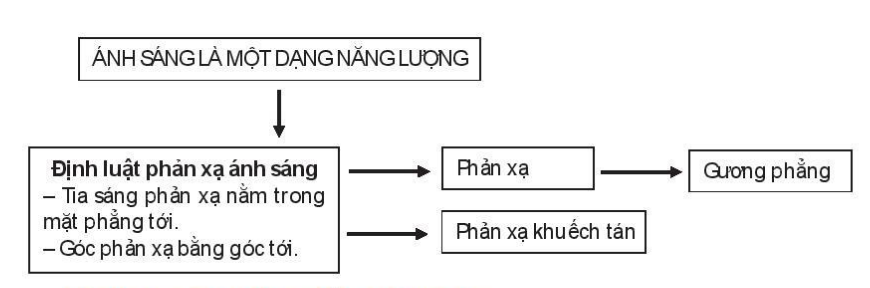 ÁNH SÁNG LÀ MỘT DẠNG NĂNG LƯỢNG
Định luật phản xạ ánh sáng
– Tia sáng phản xạ nằm trong
mặt phẳng tới.
– Góc phản xạ bằng góc tới.
Phản xạ
Gương phẳng
Phản xạ khuếch tán